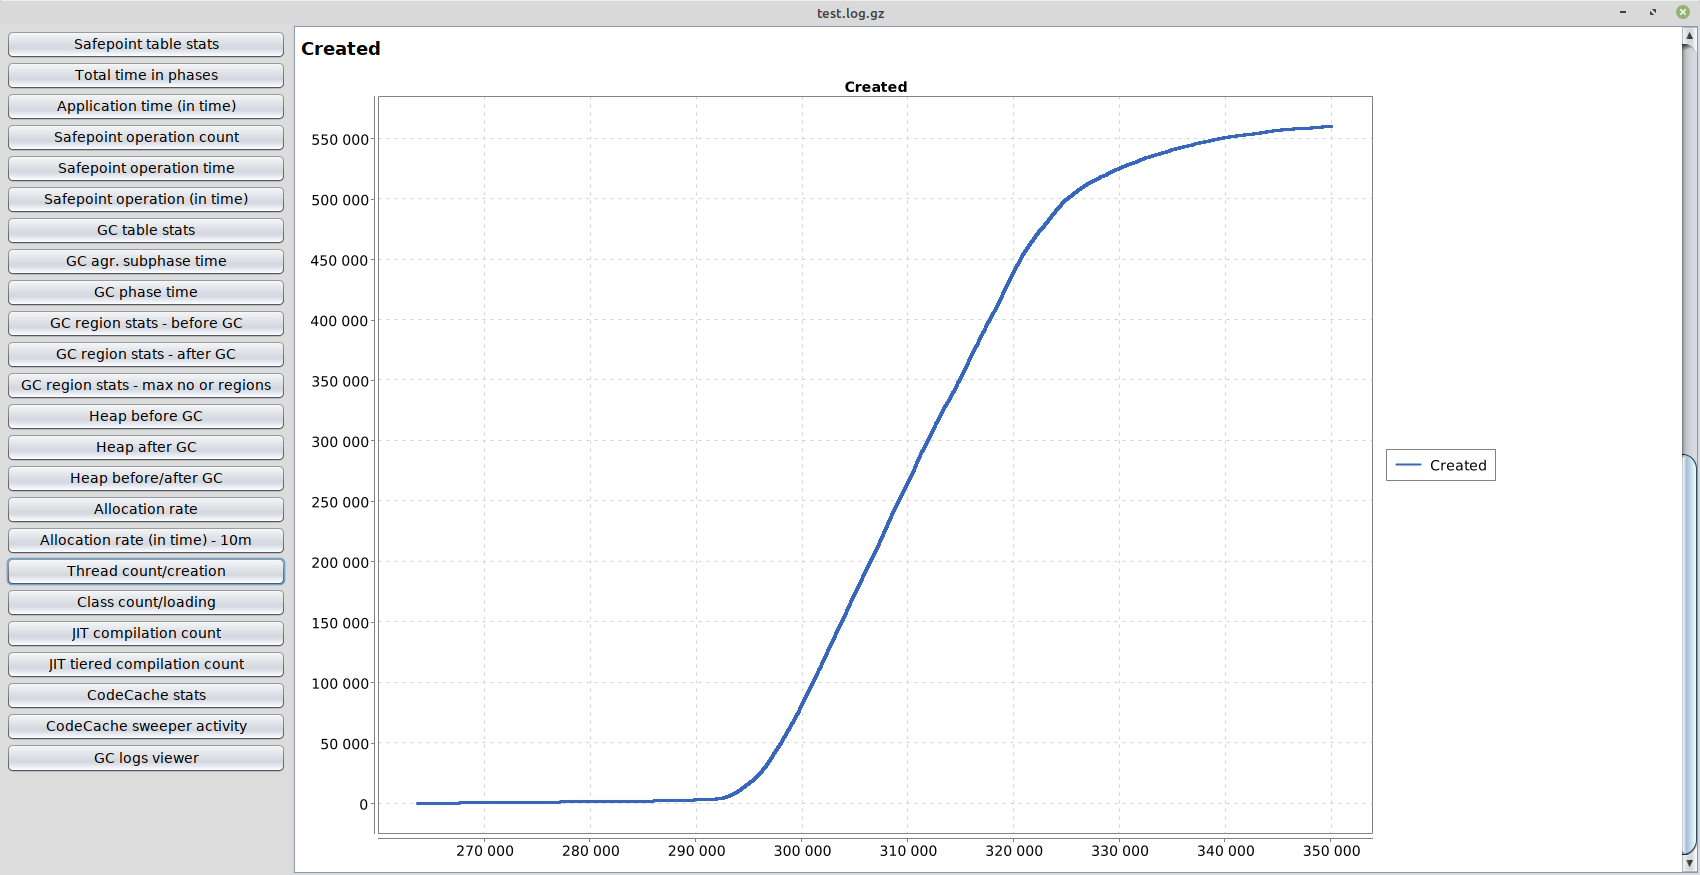 test.log.gz
Safepoint table stats
Total time in phases
Application time (in time)
Safepoint operation count
Safepoint operation time
Safepoint operation (in time)
GC table stats
GC agr. subphase time
GC phase time
GC region stats - before GC
GC region stats - after GC
GC region stats - max no or regions
Heap before GC
Heap after GC
Heap before/after GC
Allocation rate
Allocation rate (in time) - 10m
Thread count/creation
Class count/loading
JIT compilation count
JIT tiered compilation count
CodeCache stats
CodeCache sweeper activity
GC logs viewer
Created
Created
550 000
500 000
450 000
400 000
350 000
300 000
250 000
200 000
150 000
100 000
50 000
0
270 000 280 000 290 000 300 000 310 000 320 000 330 000 340 000 350 000
Created